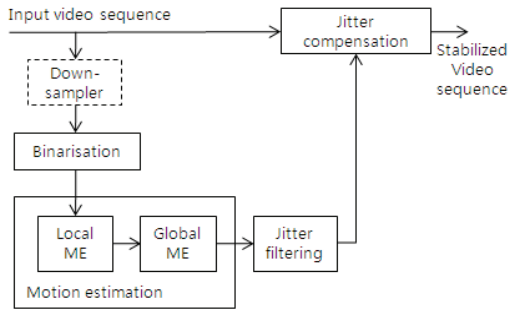 Input video sequence
Jitter
compensation
Stabilized
Video
sequence
Down-
sampler
Binarisation
Local
ME
Global
ME
Jitter
filtering
Motion estimation